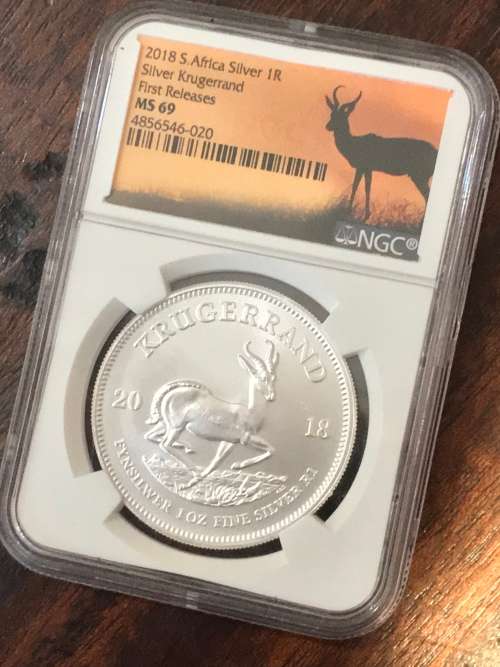 2018 S.Africa Silver 1R
Silver Krugerrand
First Releases
MS 69
4856546-020
NGC®
KRUGERRAND
20 18
FYNSILWER 1 OZ FINE SILVER R1